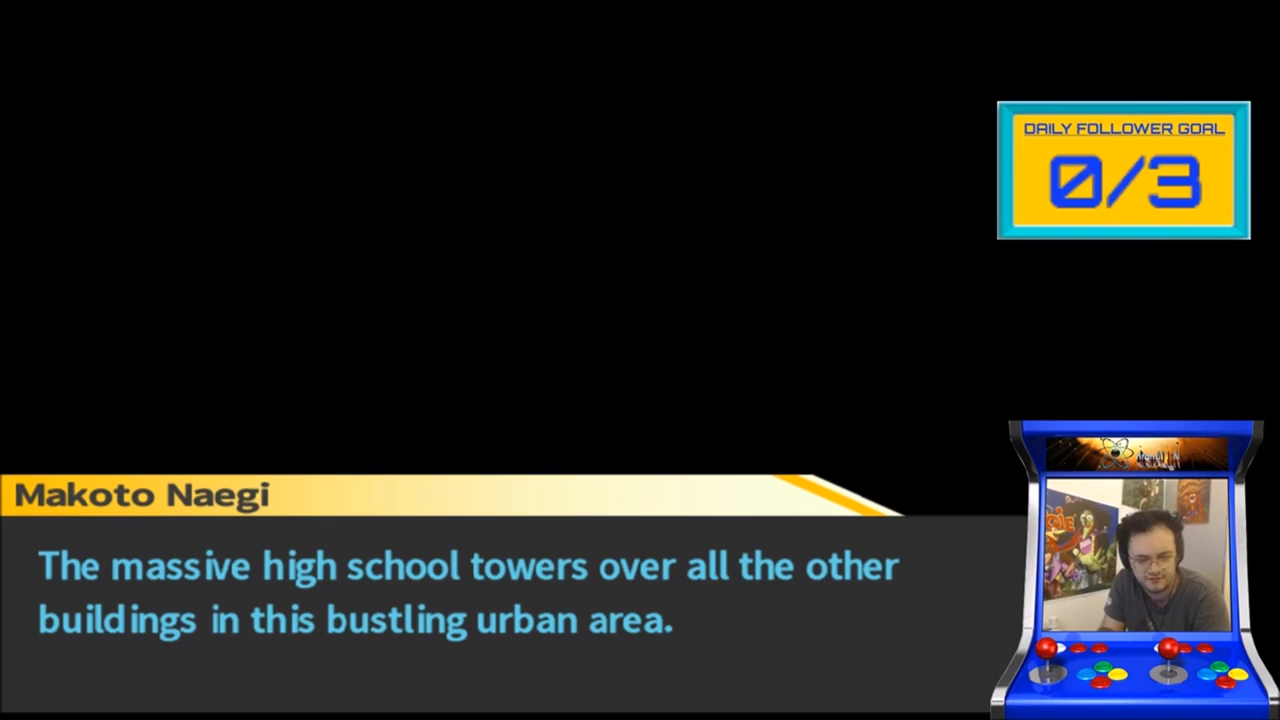 DAILY FOLLOWER GOAL
0/3
Makoto Naegi
The massive high school towers over all the other
buildings in this bustling urban area.